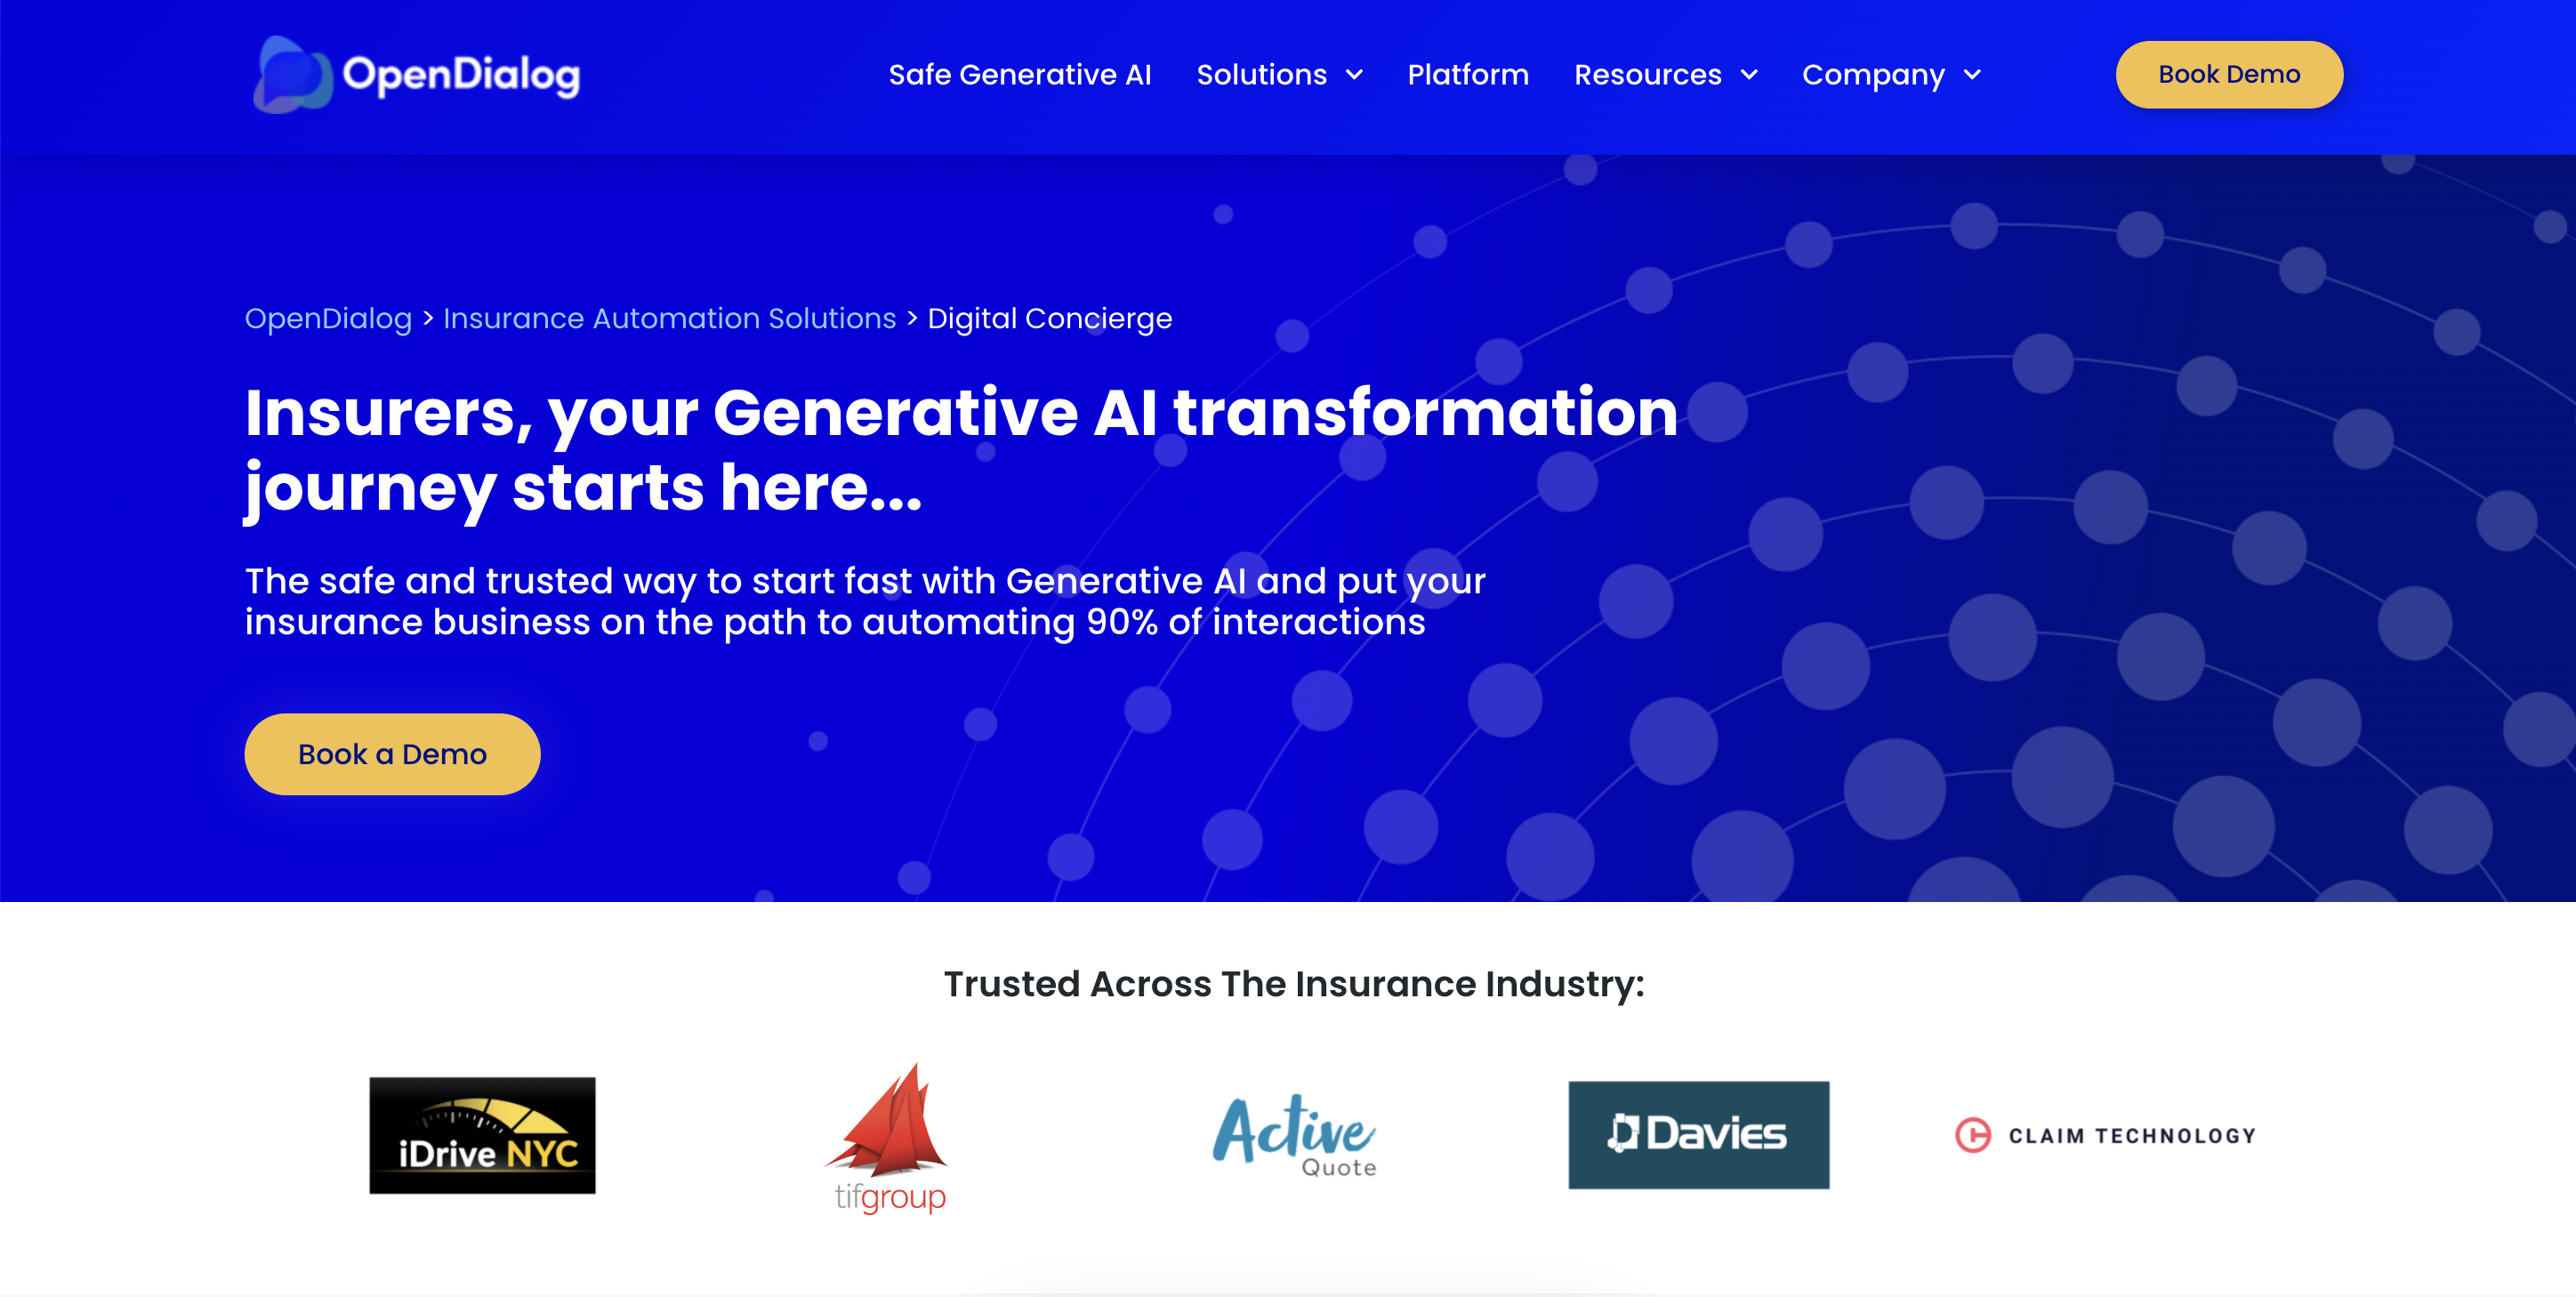 OpenDialog
Safe Generative AI
Solutions
Platform
Resources
Company
Book Demo
OpenDialog > Insurance Automation Solutions > Digital Concierge
Insurers, your Generative AI transformation
journey starts here...
The safe and trusted way to start fast with Generative AI and put your
insurance business on the path to automating 90% of interactions
Book a Demo
Trusted Across The Insurance Industry:
iDrive NYC
tifgroup
Active
Quote
Davies
CLAIM TECHNOLOGY